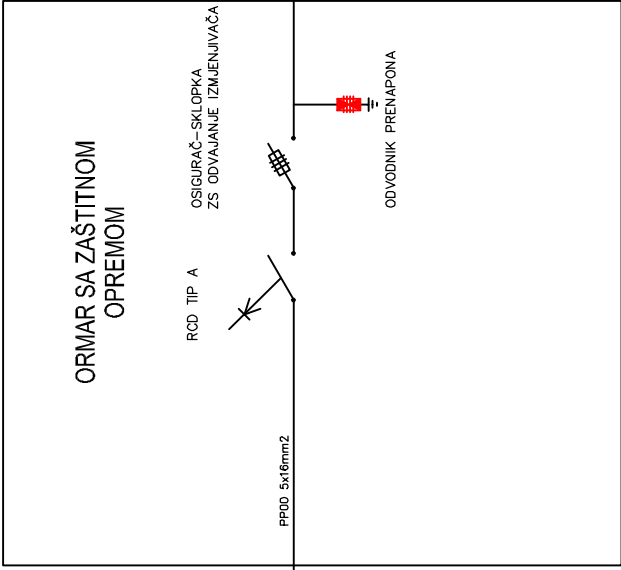 ORMAR SA ZAŠTITNOM
OPREMOM
OSIGURAČ-SKLOPKA
ZS ODVAJANJE IZMJENJIVAČA
RCD TIP A
ODVODNIK PRENAPONA
PP00 5x16mm2